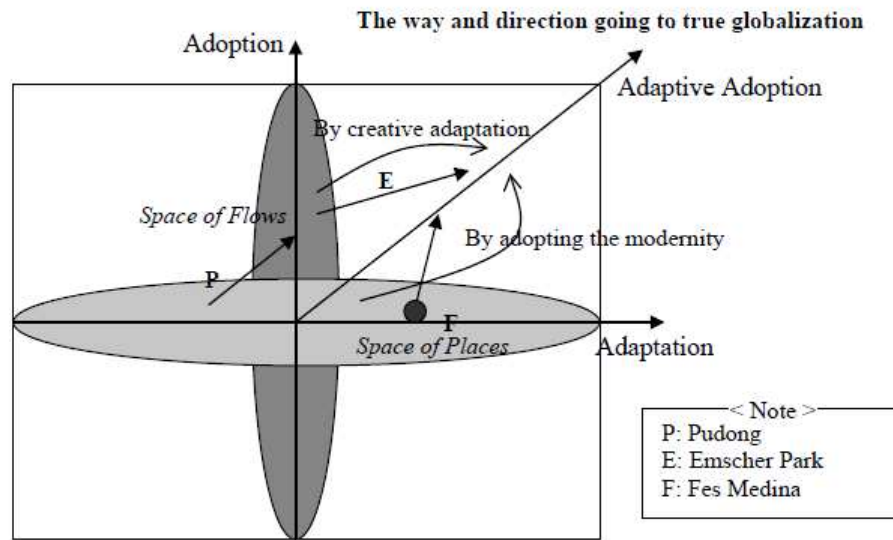 The way and direction going to true globalization
Adoption
Adaptive Adoption
By creative adaptation
E
Space of Flows
By adopting the modernity
P
F
Space of Places
Adaptation
< Note >
P: Pudong
E: Emscher Park
F: Fes Medina